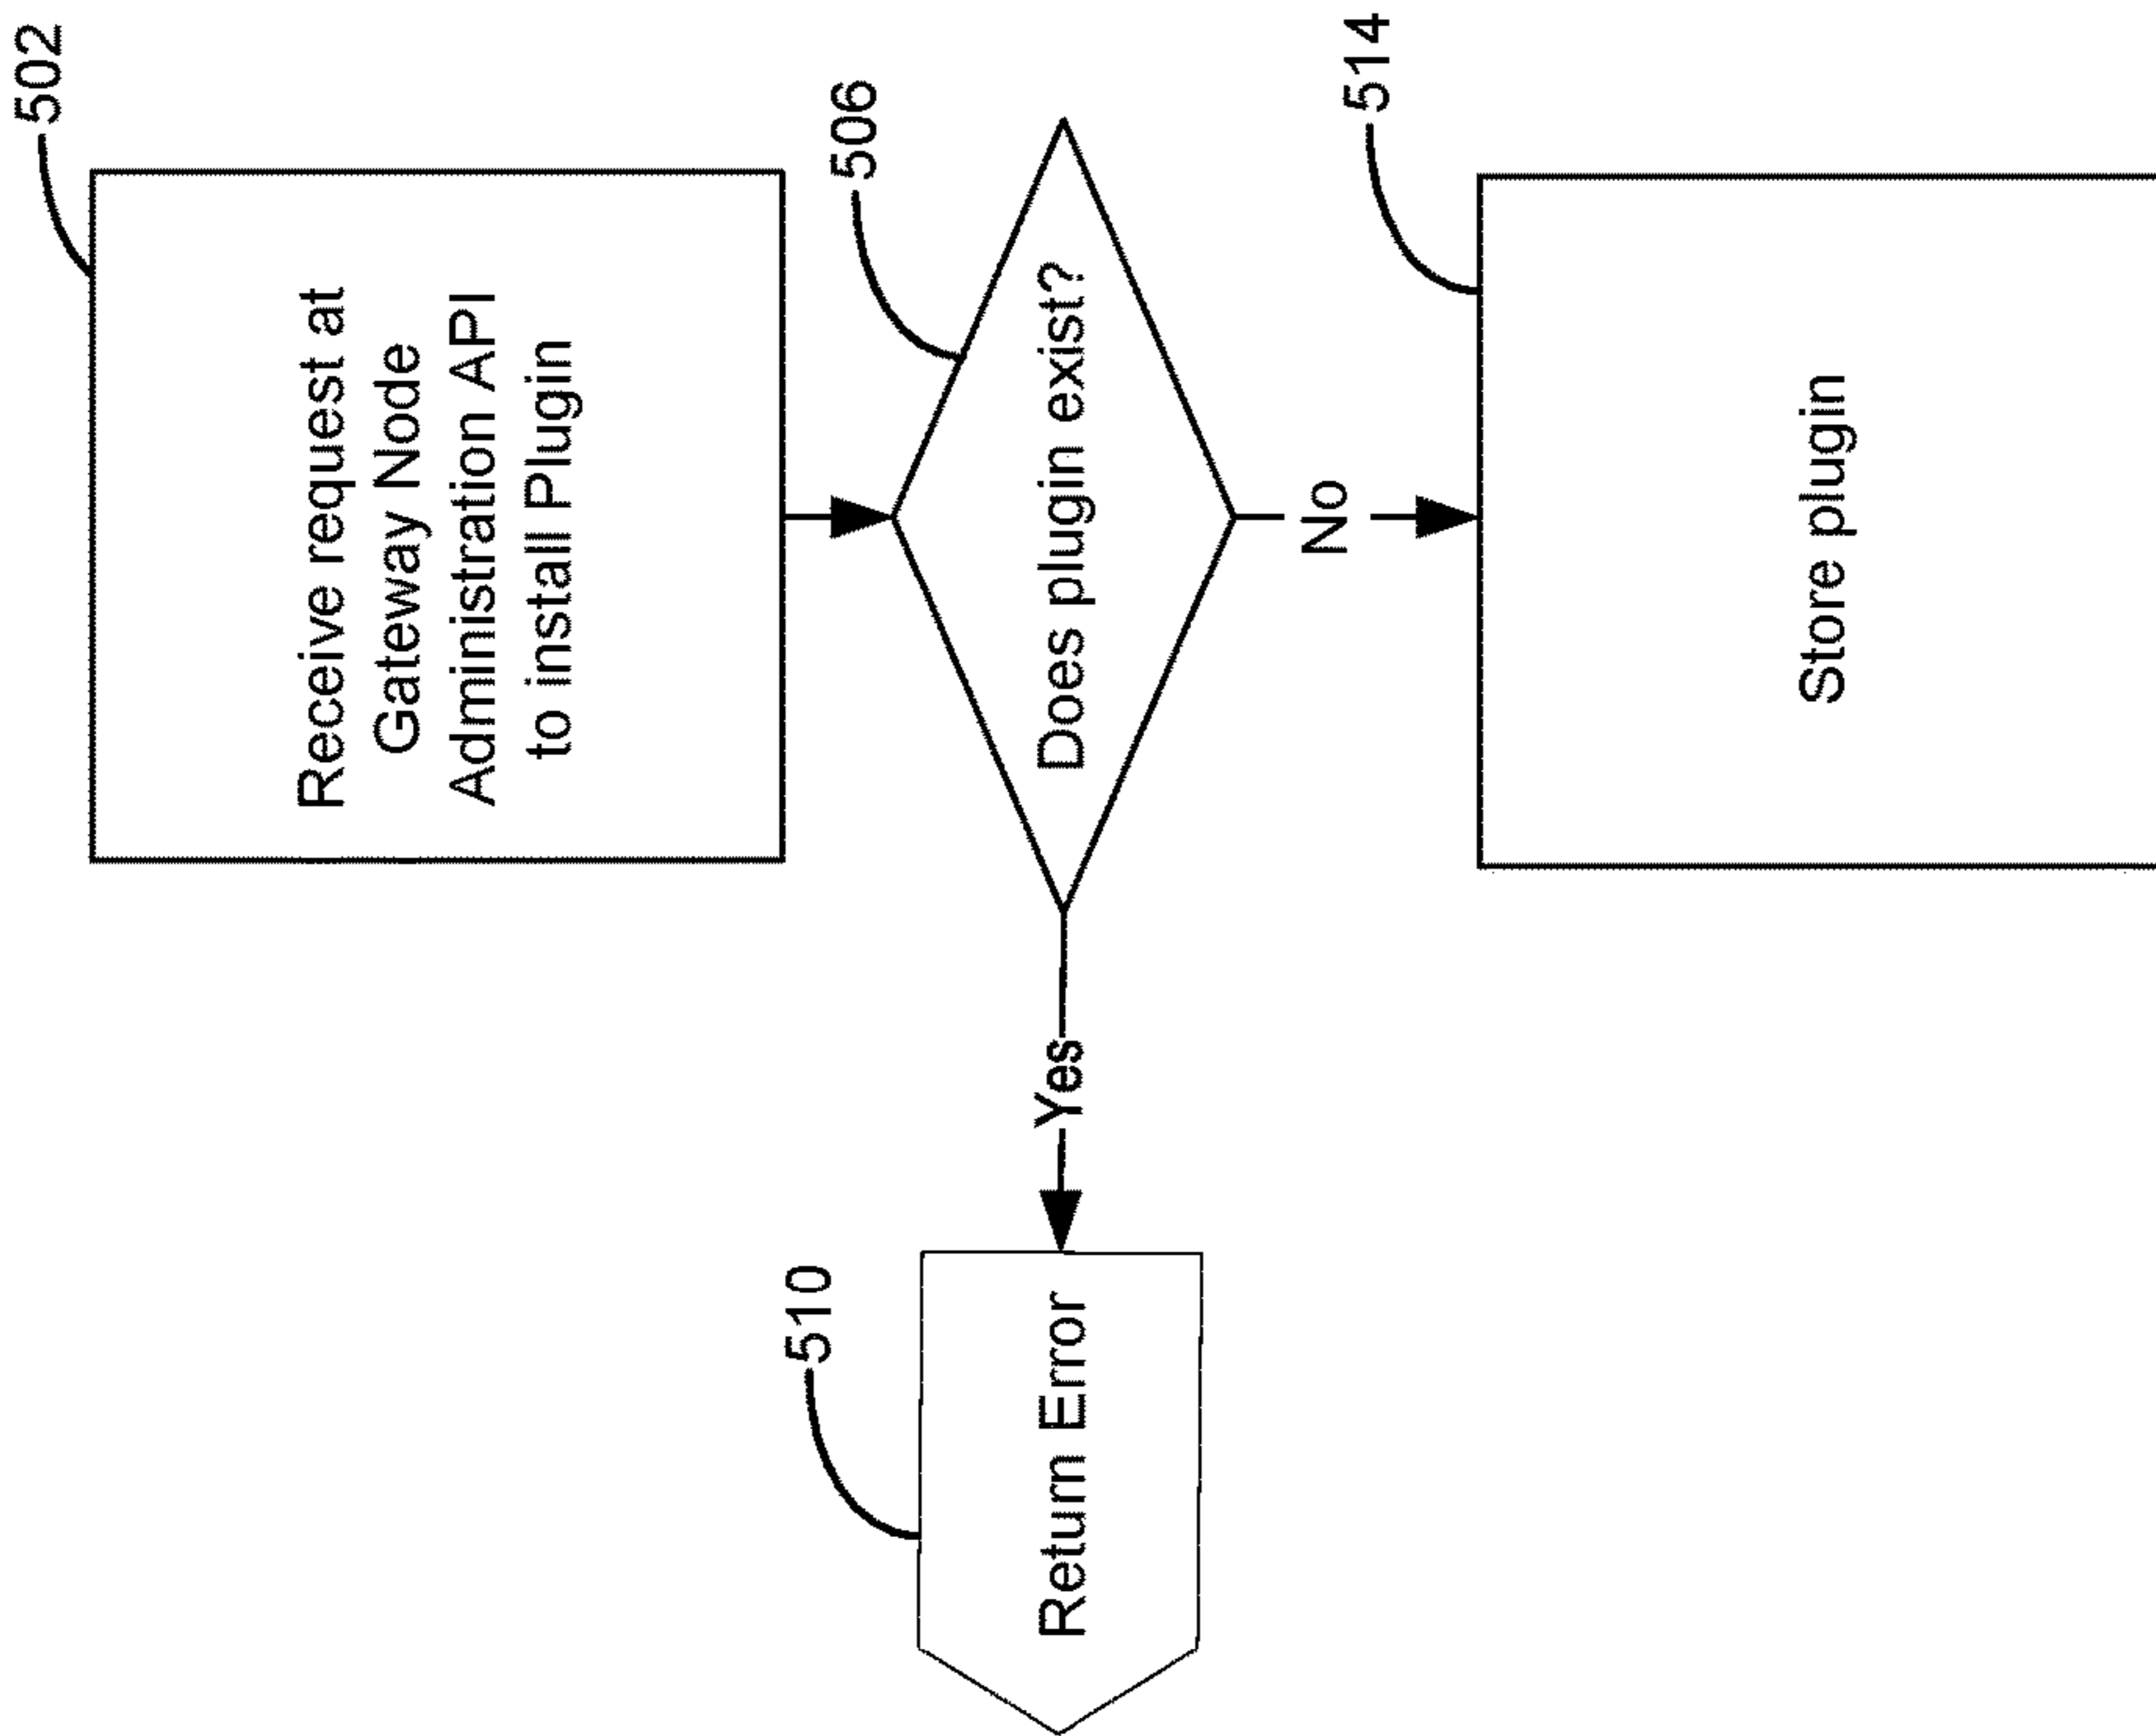 502
Receive request at
Gateway Node
Administration API
to install Plugin
506
Does plugin exist?
Yes
510
Return Error
No
514
Store plugin